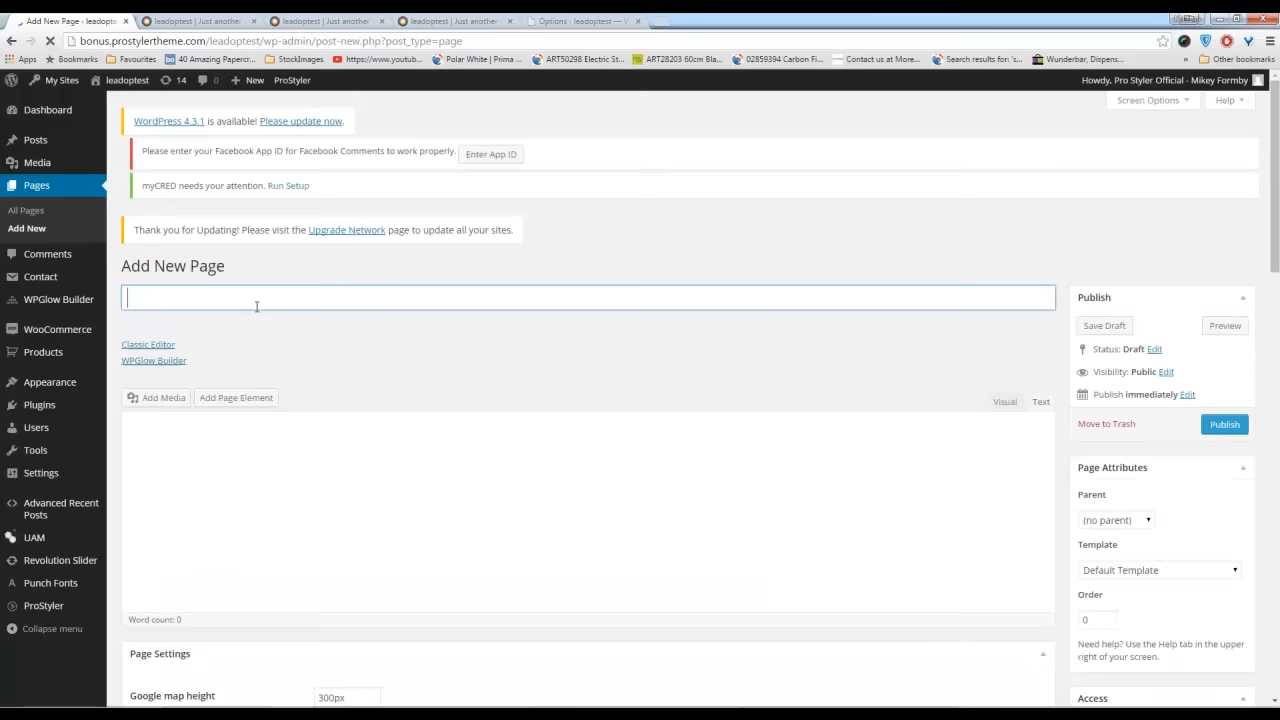 Add New Page ‹ leadopte
leadoptest | Just another
leadoptest | Just another
leadoptest | Just another
Options ‹ leadoptest — W
bonus.prostylertheme.com/leadoptest/wp-admin/post-new.php?post_type=page
Apps
Bookmarks
Favourites
40 Amazing Papercr...
StockImages
https://www.youtub...
Polar White | Prima ...
ART50298 Electric St...
ART28203 60cm Bla...
02859394 Carbon Fi...
Contact us at More...
Search results for: 's...
Wunderbar, Dispens...
»
Other bookmarks
My Sites
leadoptest
14
0
+ New
ProStyler
Howdy, Pro Styler Official - Mikey Formby
Screen Options
Help
Dashboard
Posts
Media
Pages
All Pages
Add New
Comments
Contact
WPGlow Builder
WooCommerce
Products
Appearance
Plugins
Users
Tools
Settings
Advanced Recent
Posts
UAM
Revolution Slider
Punch Fonts
ProStyler
Collapse menu
WordPress 4.3.1 is available! Please update now.
Please enter your Facebook App ID for Facebook Comments to work properly. Enter App ID
myCRED needs your attention. Run Setup
Thank you for Updating! Please visit the Upgrade Network page to update all your sites.
Add New Page
Classic Editor
WPGlow Builder
Add Media
Add Page Element
Visual
Text
Word count: 0
Page Settings
Google map height
300px
Publish
Save Draft
Preview
Status: Draft Edit
Visibility: Public Edit
Publish immediately Edit
Move to Trash
Publish
Page Attributes
Parent
(no parent)
Template
Default Template
Order
0
Need help? Use the Help tab in the upper
right of your screen.
Access